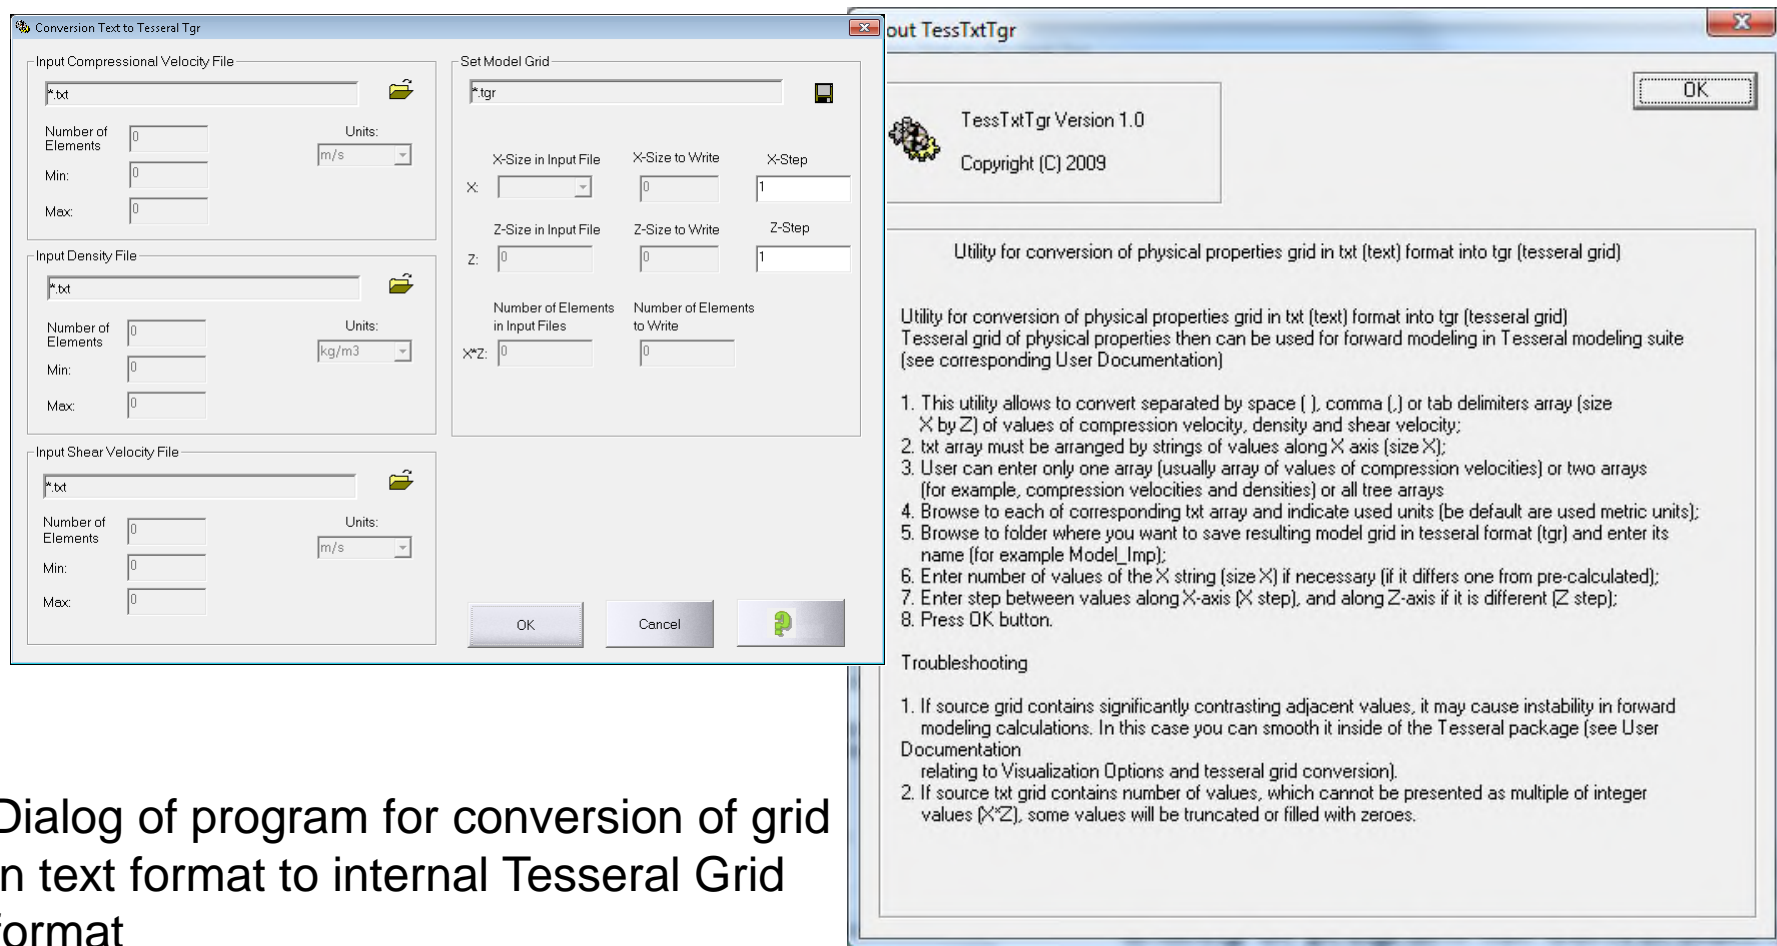 Conversion Text to Tesseral Tgr
Input Compressional Velocity File
*.txt
Number of
Elements
0
Units:
m/s
Min:
0
Max:
0
Input Density File
*.txt
Number of
Elements
0
Units:
kg/m3
Min:
0
Max:
0
Input Shear Velocity File
*.txt
Number of
Elements
0
Units:
m/s
Min:
0
Max:
0
Set Model Grid
*.tgr
X-Size in Input File X-Size to Write X-Step
X: 0 1
Z-Size in Input File Z-Size to Write Z-Step
Z: 0 0 1
Number of Elements Number of Elements
in Input Files to Write
X*Z: 0 0
OK Cancel ?
out TessTxtTgr
OK
TessTxtTgr Version 1.0
Copyright (C) 2009
Utility for conversion of physical properties grid in txt (text) format into tgr (tesseral grid)
Utility for conversion of physical properties grid in txt (text) format into tgr (tesseral grid)
Tesseral grid of physical properties then can be used for forward modeling in Tesseral modeling suite
(see corresponding User Documentation)
1. This utility allows to convert separated by space ( ), comma (,) or tab delimiters array (size
X by Z) of values of compression velocity, density and shear velocity;
2. txt array must be arranged by strings of values along X axis (size X);
3. User can enter only one array (usually array of values of compression velocities) or two arrays
(for example, compression velocities and densities) or all tree arrays
4. Browse to each of corresponding txt array and indicate used units (be default are used metric units);
5. Browse to folder where you want to save resulting model grid in tesseral format (tgr) and enter its
name (for example Model_Imp);
6. Enter number of values of the X string (size X) if necessary (if it differs one from pre-calculated);
7. Enter step between values along X-axis (X step), and along Z-axis if it is different (Z step);
8. Press OK button.
Troubleshooting
1. If source grid contains significantly contrasting adjacent values, it may cause instability in forward
modeling calculations. In this case you can smooth it inside of the Tesseral package (see User
Documentation
relating to Visualization Options and tesseral grid conversion).
2. If source txt grid contains number of values, which cannot be presented as multiple of integer
values (X*Z), some values will be truncated or filled with zeroes.
Dialog of program for conversion of grid
in text format to internal Tesseral Grid
format